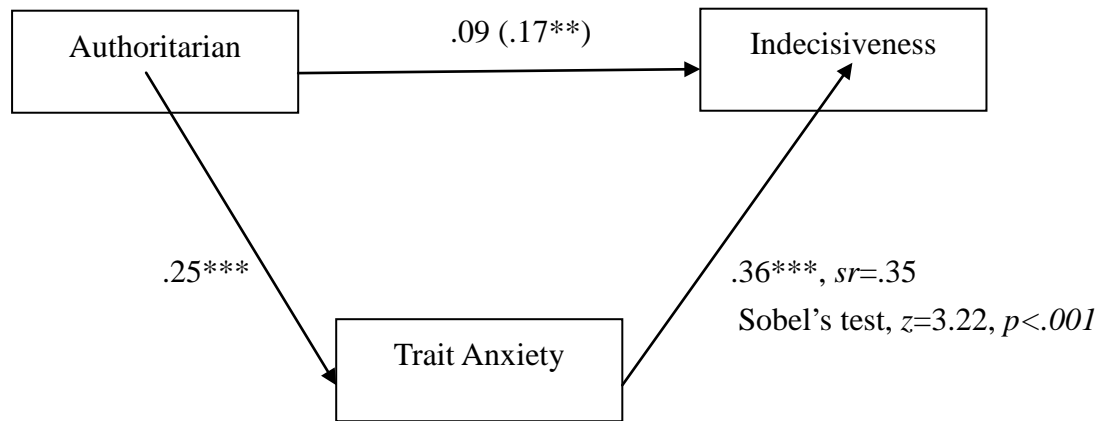 Authoritarian
.09 (.17**)
Indecisiveness
.25***
.36***, sr=.35
Sobel’s test, z=3.22, p<.001
Trait Anxiety